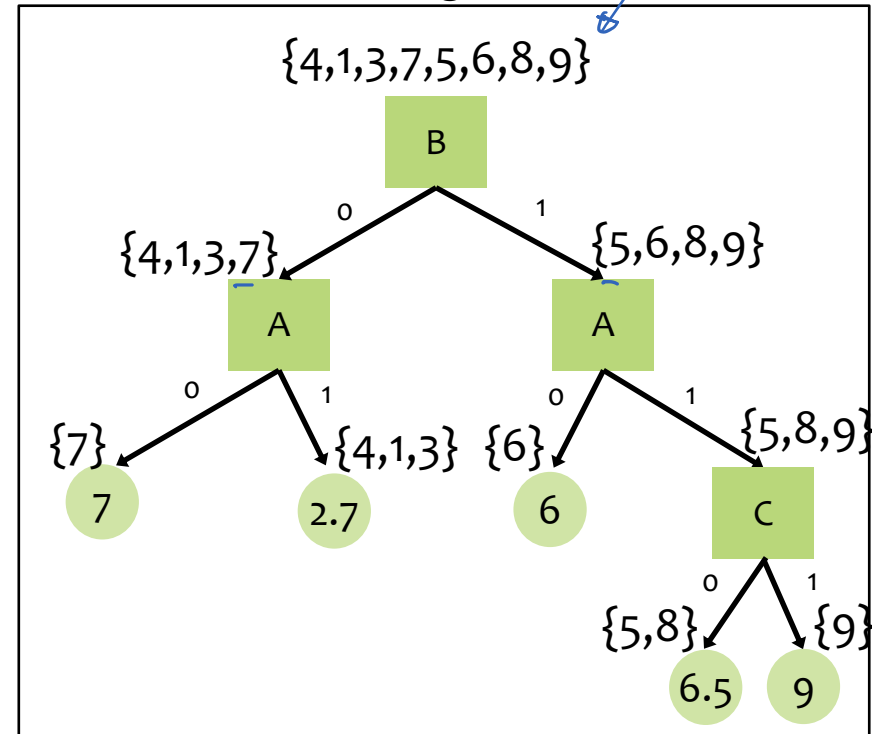 {4,1,3,7,5,6,8,9}
B
0 1
{4,1,3,7} {5,6,8,9}
A A
0 1 0 1
{7} {4,1,3} {6} {5,8,9}
7 2.7 6 C
0 1
{5,8} {9}
6.5 9